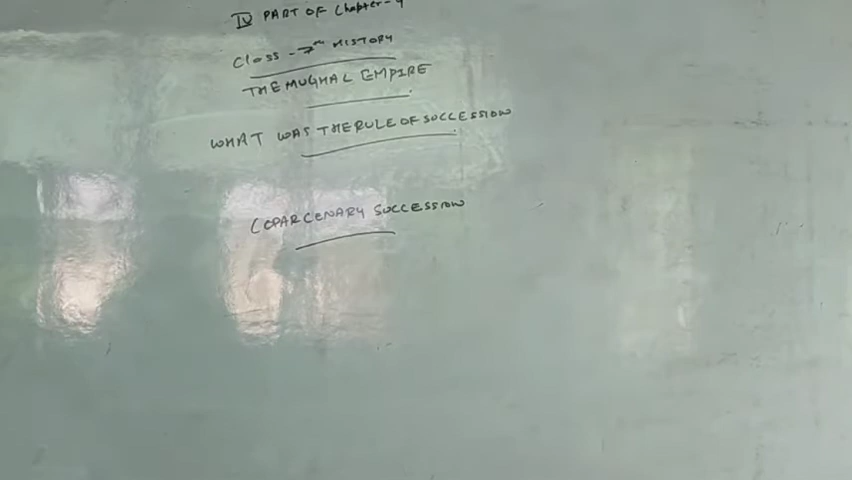 IV PART OF Chapter-4
Class - 7th HISTORY
THE MUGHAL EMPIRE
WHAT WAS THE RULE OF SUCCESSION
COPARCENARY SUCCESSION